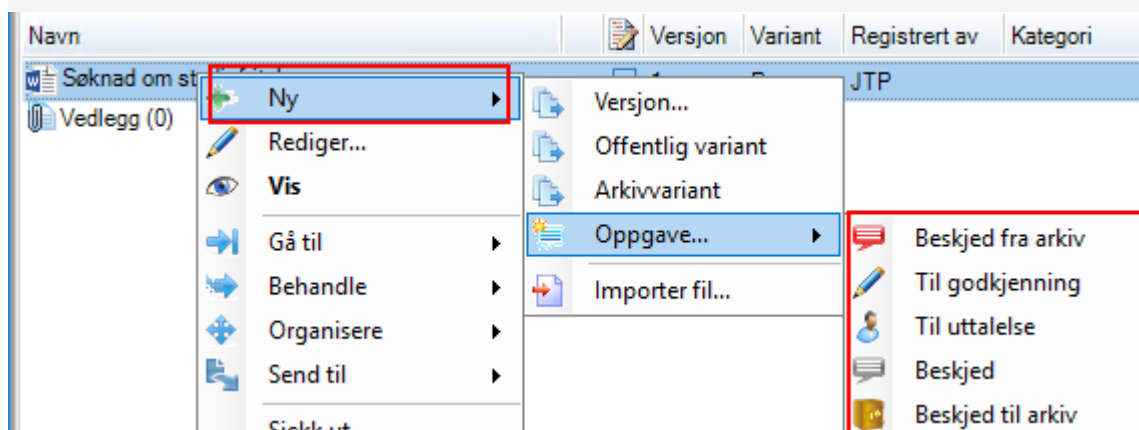 Navn Versjon Variant Registrert av Kategori
Søknad om JTP
Vedlegg (0)
Ny
Rediger...
Vis
Gå til
Behandle
Organisere
Send til
Versjon...
Offentlig variant
Arkivvariant
Oppgave...
Importer fil...
Beskjed fra arkiv
Til godkjenning
Til uttalelse
Beskjed
Beskjed til arkiv